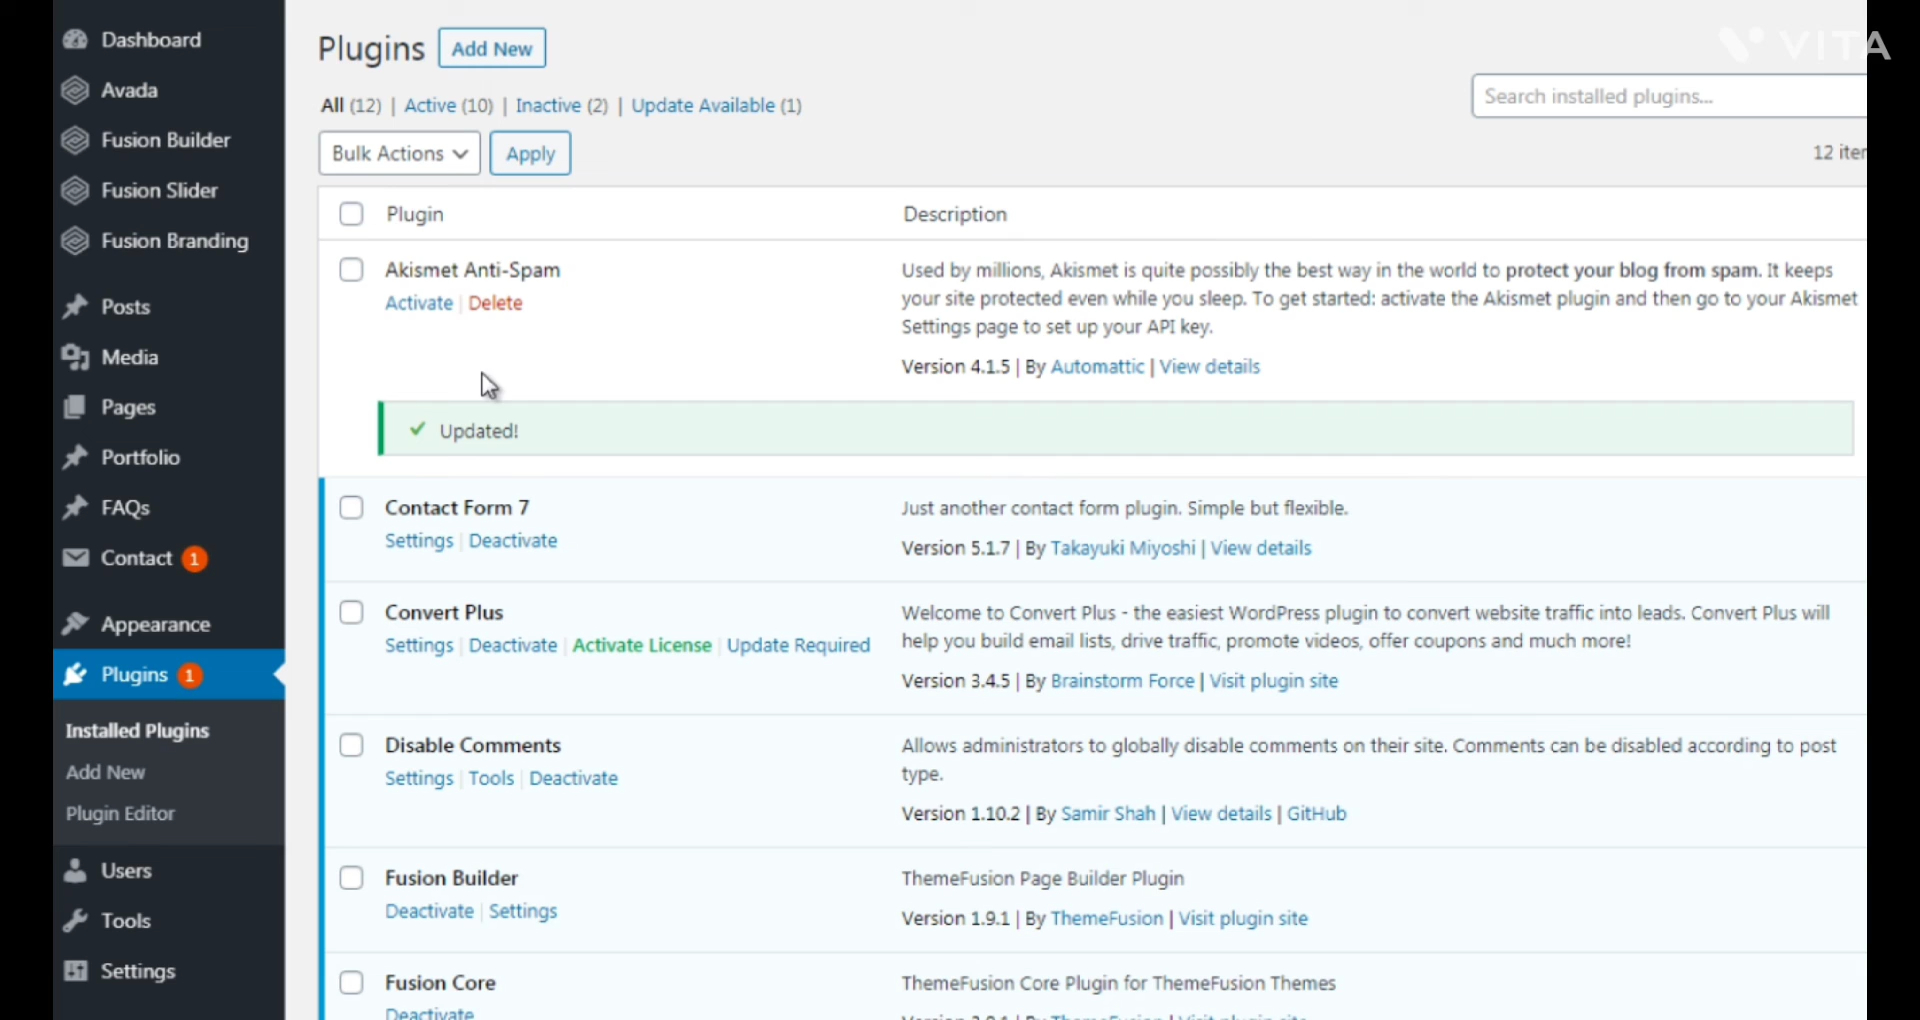 VITA
Dashboard
Avada
Fusion Builder
Fusion Slider
Fusion Branding
Posts
Media
Pages
Portfolio
FAQs
Contact 1
Appearance
Plugins 1
Installed Plugins
Add New
Plugin Editor
Users
Tools
Settings
Plugins Add New
All (12) | Active (10) | Inactive (2) | Update Available (1)
Search installed plugins...
Bulk Actions Apply
12
Plugin Description
Akismet Anti-Spam
Activate | Delete
Used by millions, Akismet is quite possibly the best way in the world to protect your blog from spam. It keeps
your site protected even while you sleep. To get started: activate the Akismet plugin and then go to your Akismet
Settings page to set up your API key.
Version 4.1.5 | By Automattic | View details
Updated!
Contact Form 7
Settings | Deactivate
Just another contact form plugin. Simple but flexible.
Version 5.1.7 | By Takayuki Miyoshi | View details
Convert Plus
Settings | Deactivate | Activate License | Update Required
Welcome to Convert Plus - the easiest WordPress plugin to convert website traffic into leads. Convert Plus will
help you build email lists, drive traffic, promote videos, offer coupons and much more!
Version 3.4.5 | By Brainstorm Force | Visit plugin site
Disable Comments
Settings | Tools | Deactivate
Allows administrators to globally disable comments on their site. Comments can be disabled according to post
type.
Version 1.10.2 | By Samir Shah | View details | GitHub
Fusion Builder
Deactivate | Settings
ThemeFusion Page Builder Plugin
Version 1.9.1 | By ThemeFusion | Visit plugin site
Fusion Core
Deactivate
ThemeFusion Core Plugin for ThemeFusion Themes